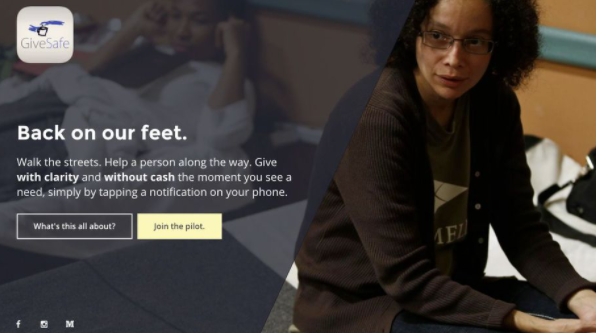 GiveSafe
Back on our feet.
Walk the streets. Help a person along the way. Give
with clarity and without cash the moment you see a
need, simply by tapping a notification on your phone.
What's this all about?
Join the pilot.